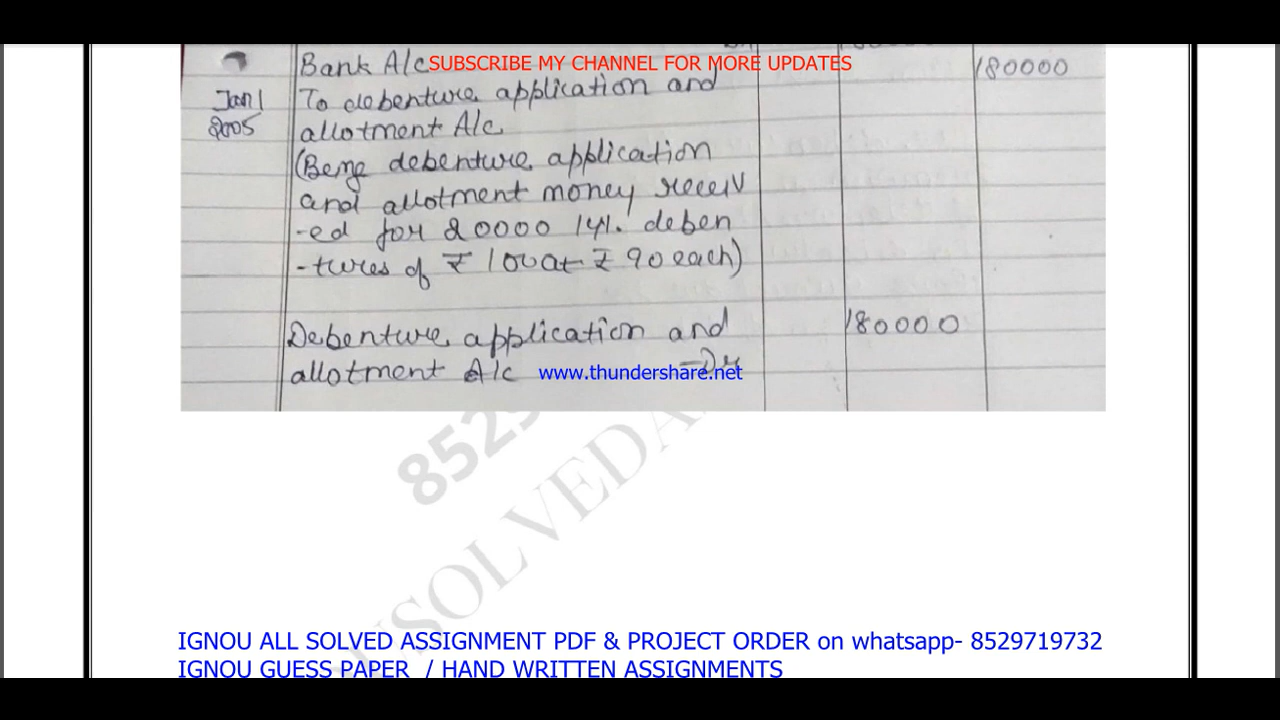 Bank A/c SUBSCRIBE MY CHANNEL FOR MORE UPDATES 180000
Jan 1 To debenture application and
2005 allotment A/c
(Being debenture application
and allotment money receiv
-ed for 20000 14%. deben
-tures of ₹ 100 at ₹ 90 each)
Debenture application and 180000
allotment A/c www.thundershare.net -Dr
8529
NSOLVEDA
IGNOU ALL SOLVED ASSIGNMENT PDF & PROJECT ORDER on whatsapp- 8529719732
IGNOU GUESS PAPER / HAND WRITTEN ASSIGNMENTS